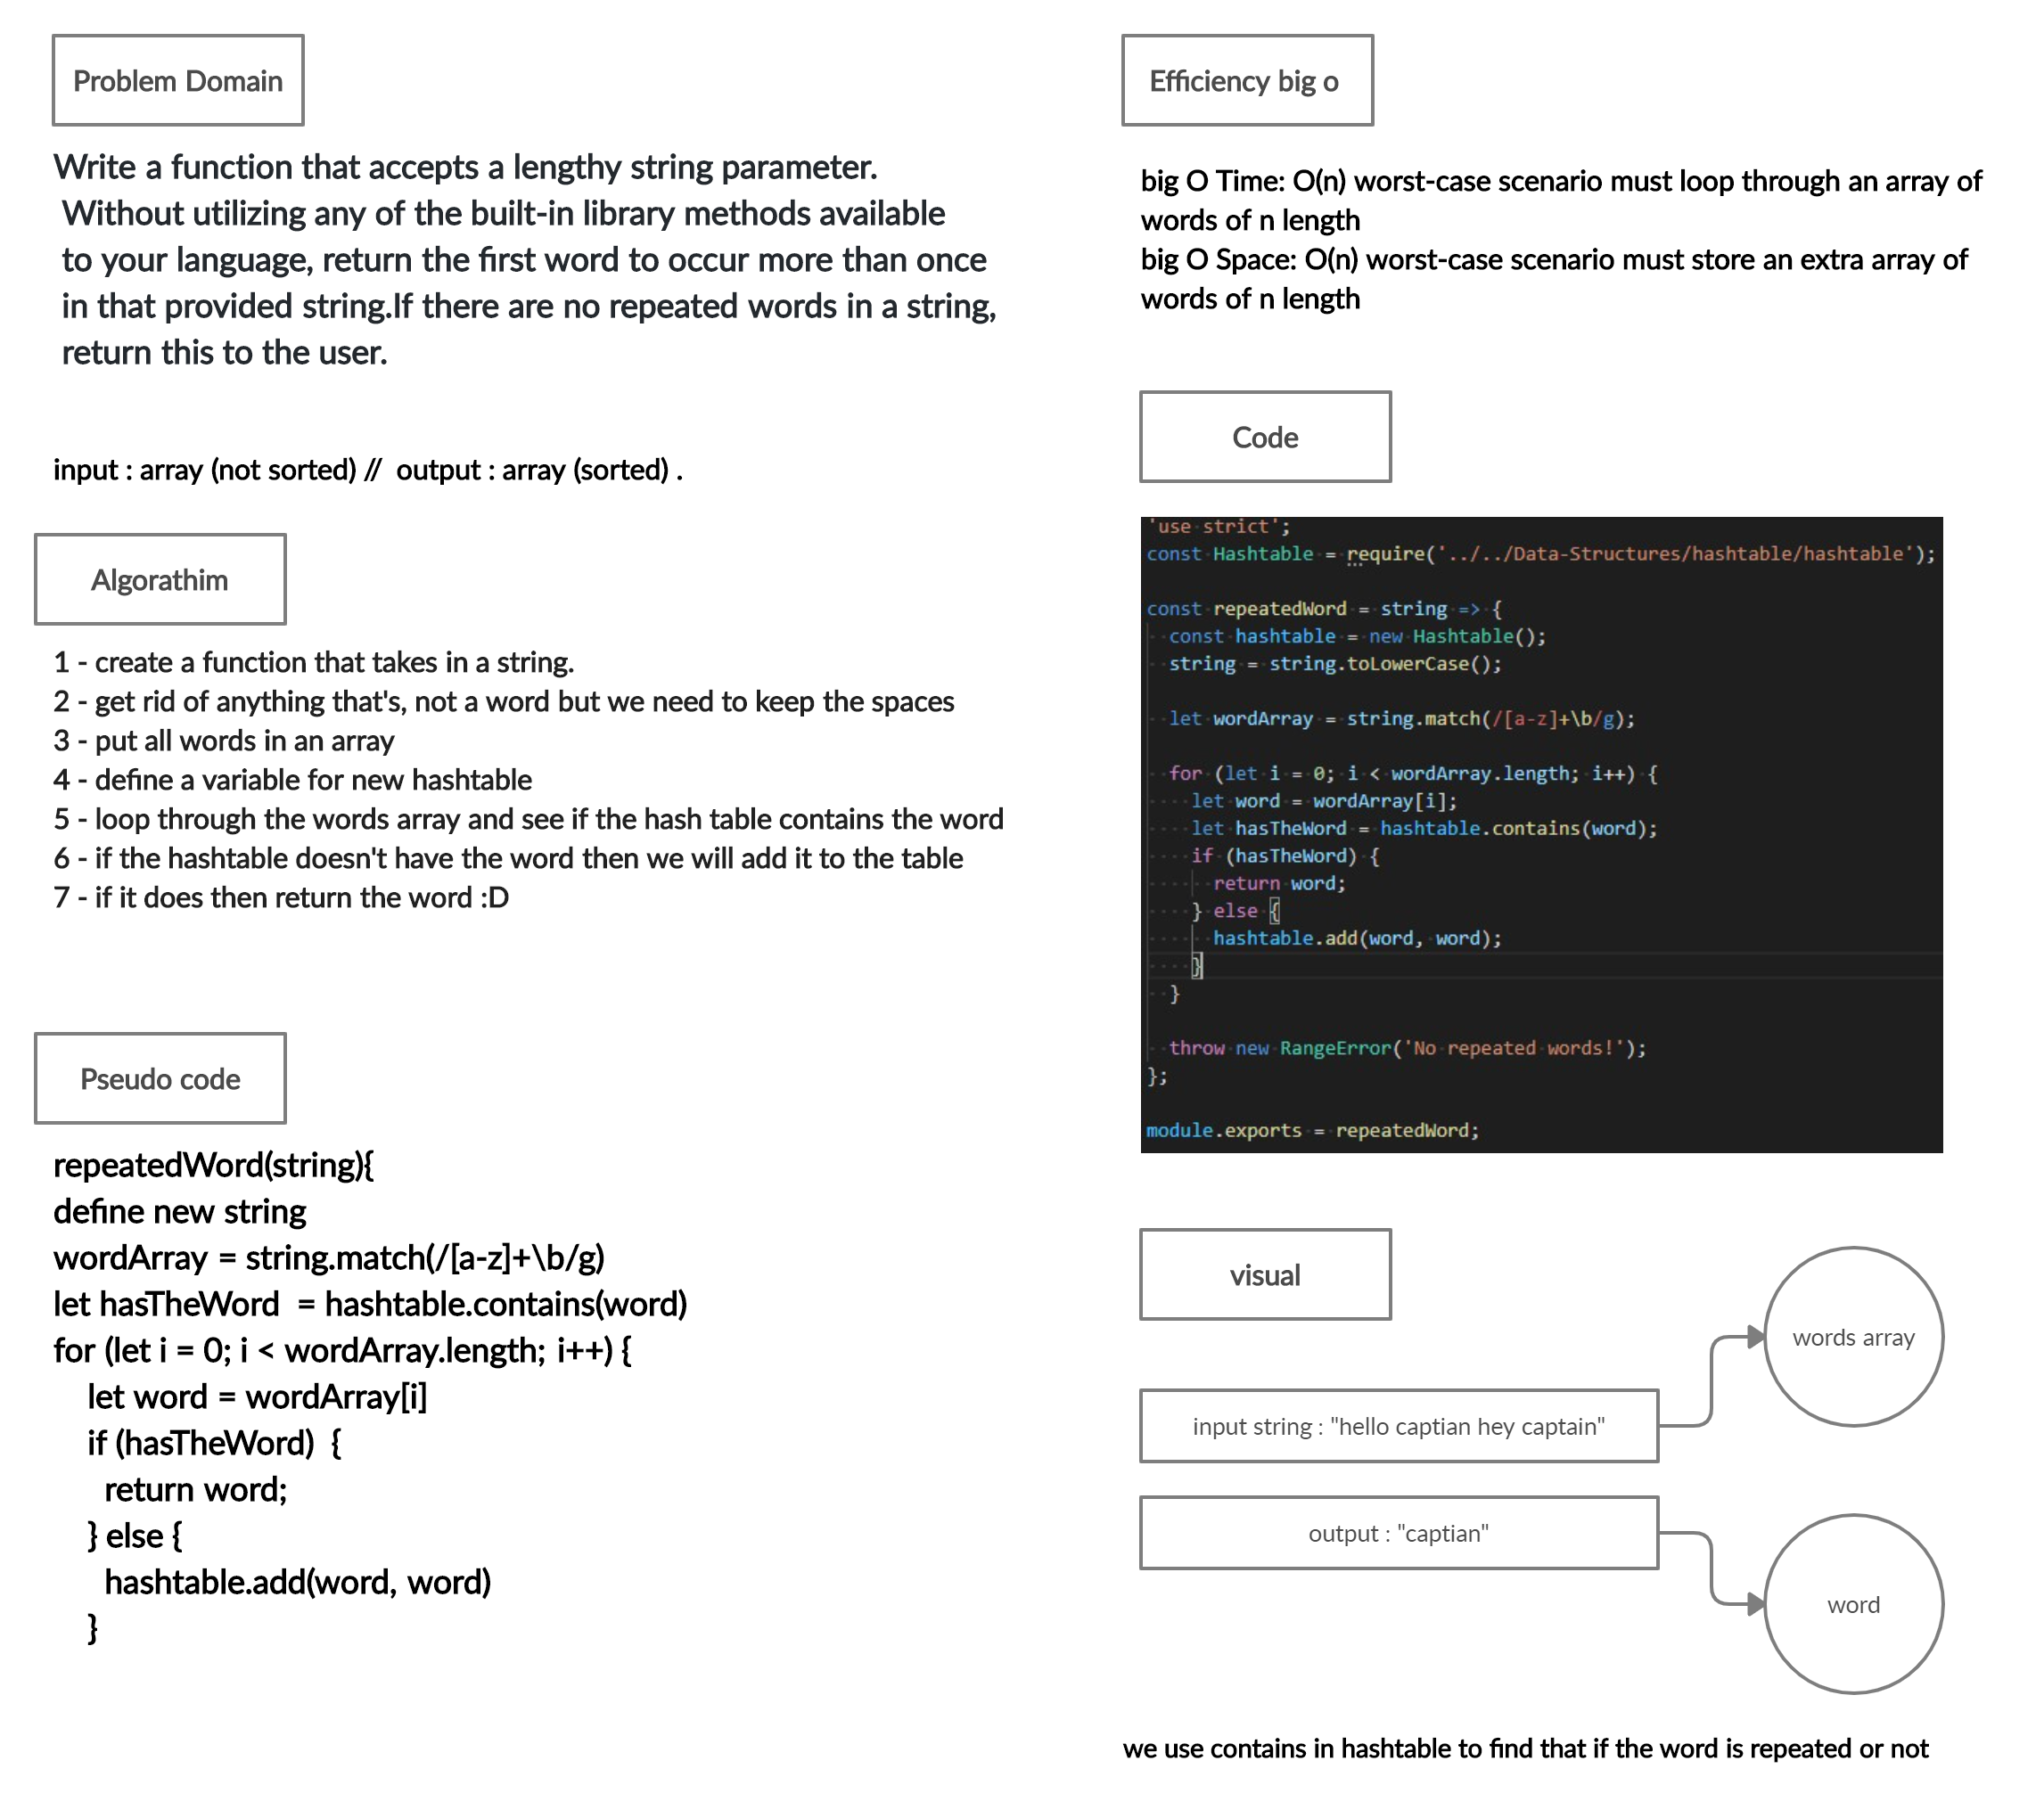 Problem Domain
Write a function that accepts a lengthy string parameter.
Without utilizing any of the built-in library methods available
to your language, return the first word to occur more than once
in that provided string.If there are no repeated words in a string,
return this to the user.
input : array (not sorted) // output : array (sorted) .
Algorathim
1 - create a function that takes in a string.
2 - get rid of anything that's, not a word but we need to keep the spaces
3 - put all words in an array
4 - define a variable for new hashtable
5 - loop through the words array and see if the hash table contains the word
6 - if the hashtable doesn't have the word then we will add it to the table
7 - if it does then return the word :D
Pseudo code
repeatedWord(string){
define new string
wordArray = string.match(/[a-z]+\b/g)
let hasTheWord = hashtable.contains(word)
for (let i = 0; i < wordArray.length; i++) {
let word = wordArray[i]
if (hasTheWord) {
return word;
} else {
hashtable.add(word, word)
}
Efficiency big o
big O Time: O(n) worst-case scenario must loop through an array of
words of n length
big O Space: O(n) worst-case scenario must store an extra array of
words of n length
Code
'use strict';
const Hashtable = require('../../Data-Structures/hashtable/hashtable');
const repeatedWord = string => {
const hashtable = new Hashtable();
string = string.toLowerCase();
let wordArray = string.match(/[a-z]+\b/g);
for (let i = 0; i < wordArray.length; i++) {
let word = wordArray[i];
let hasTheWord = hashtable.contains(word);
if (hasTheWord) {
return word;
} else {
hashtable.add(word, word);
}
}
throw new RangeError('No repeated words!');
};
module.exports = repeatedWord;
visual
words array
input string : "hello captian hey captain"
output : "captian"
word
we use contains in hashtable to find that if the word is repeated or not